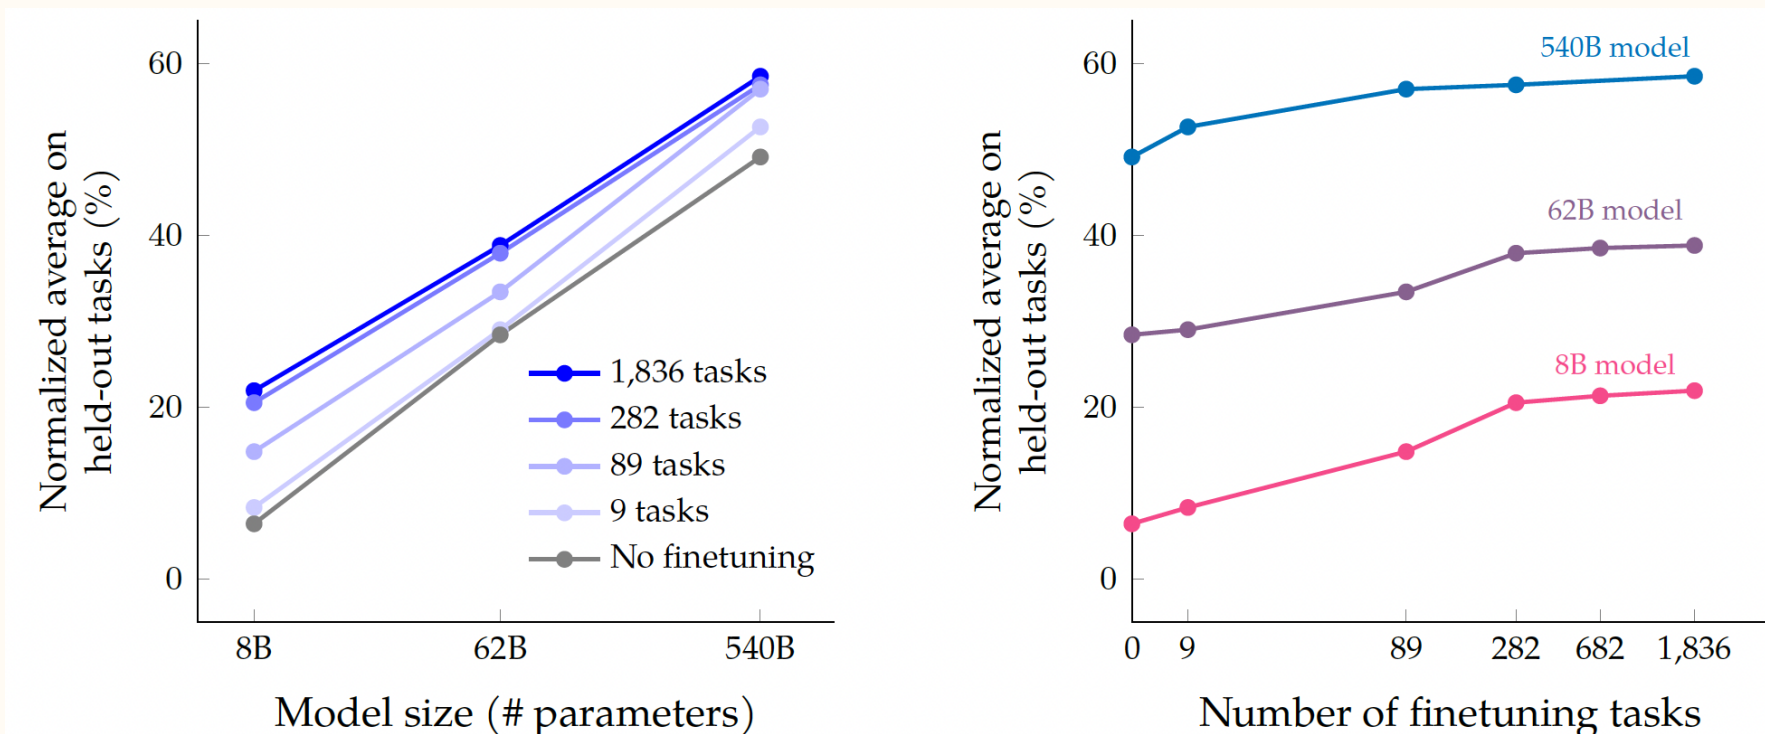 Normalized average on
held-out tasks (%)
60
40
20
0
1,836 tasks
282 tasks
89 tasks
9 tasks
No finetuning
8B
62B
540B
Model size (# parameters)
Normalized average on
held-out tasks (%)
60
40
20
0
540B model
62B model
8B model
0
9
89
282
682
1,836
Number of finetuning tasks